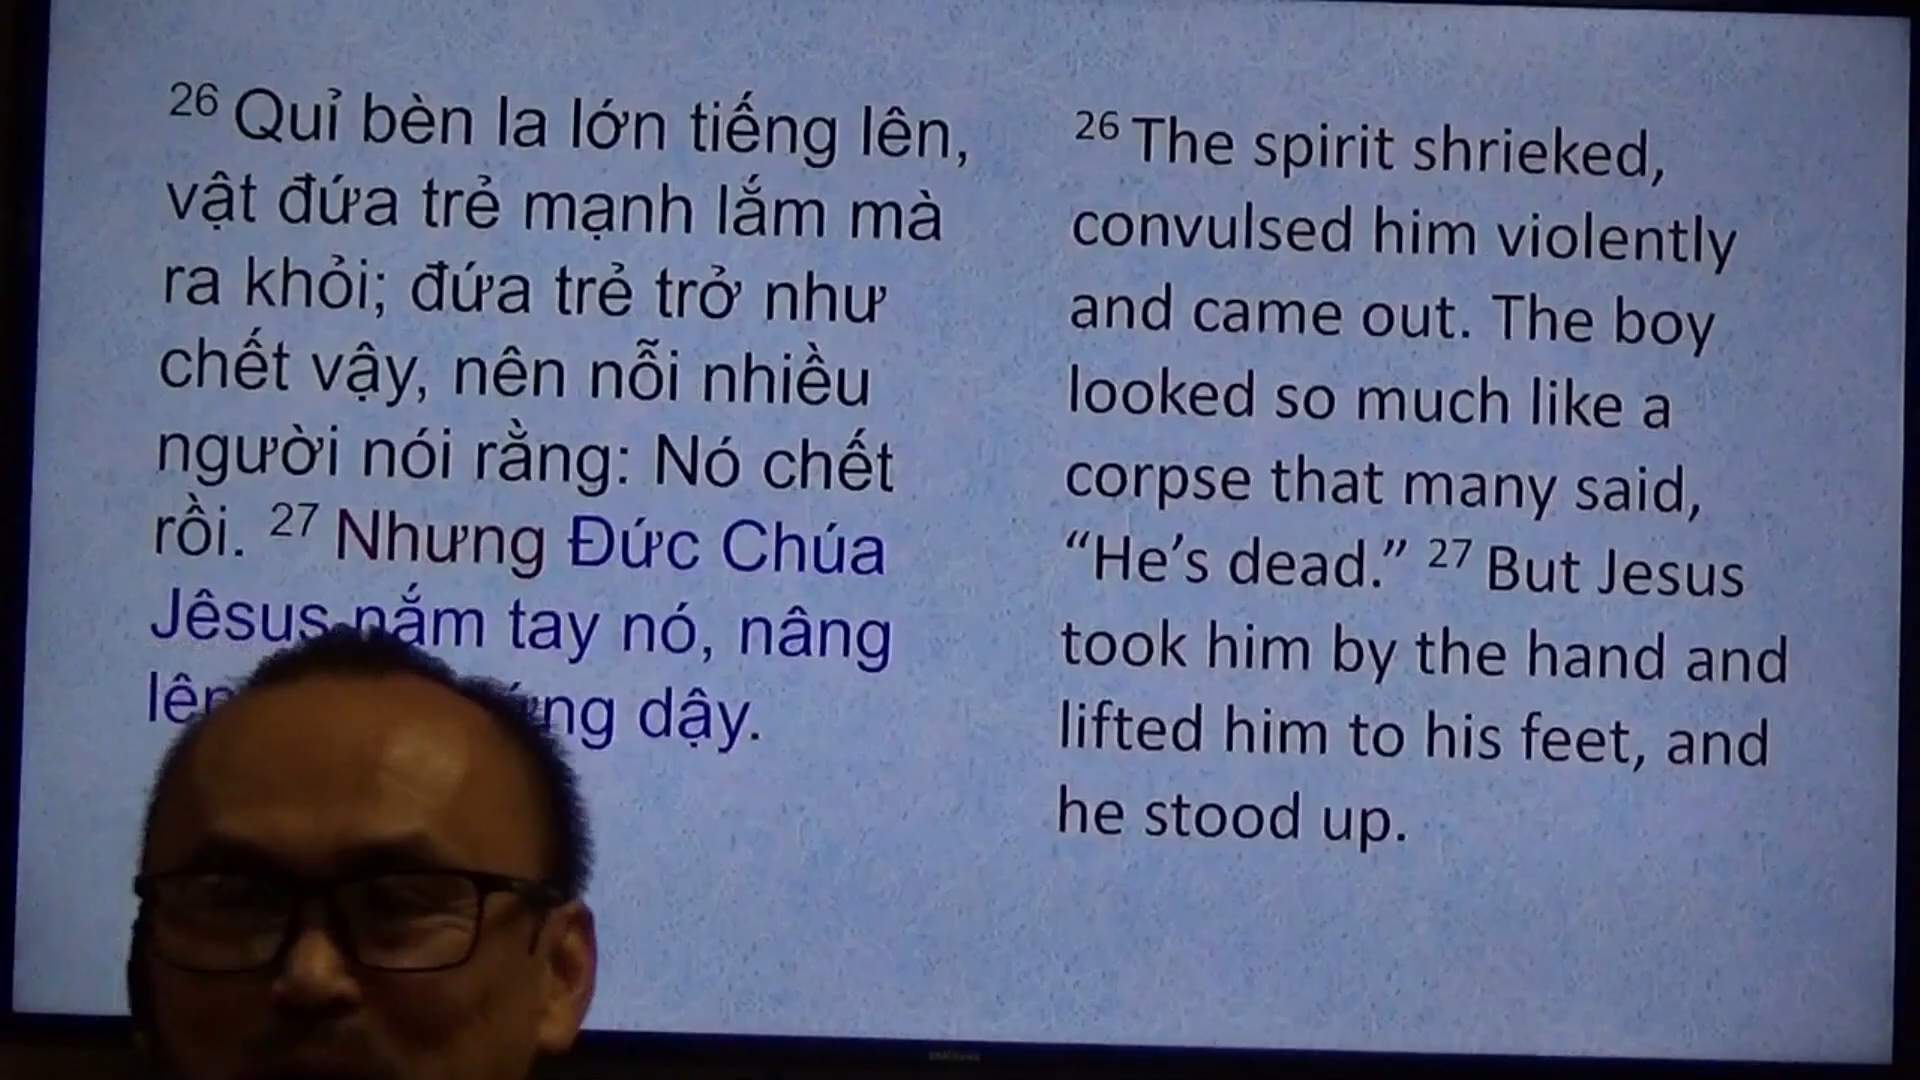 26 Quỉ bèn la lớn tiếng lên,
vật đứa trẻ mạnh lắm mà
ra khỏi; đứa trẻ trở như
chết vậy, nên nỗi nhiều
người nói rằng: Nó chết
rồi. 27 Nhưng Đức Chúa
Jêsus nắm tay nó, nâng
dậy.
26 The spirit shrieked,
convulsed him violently
and came out. The boy
looked so much like a
corpse that many said,
“He’s dead.” 27 But Jesus
took him by the hand and
lifted him to his feet, and
he stood up.